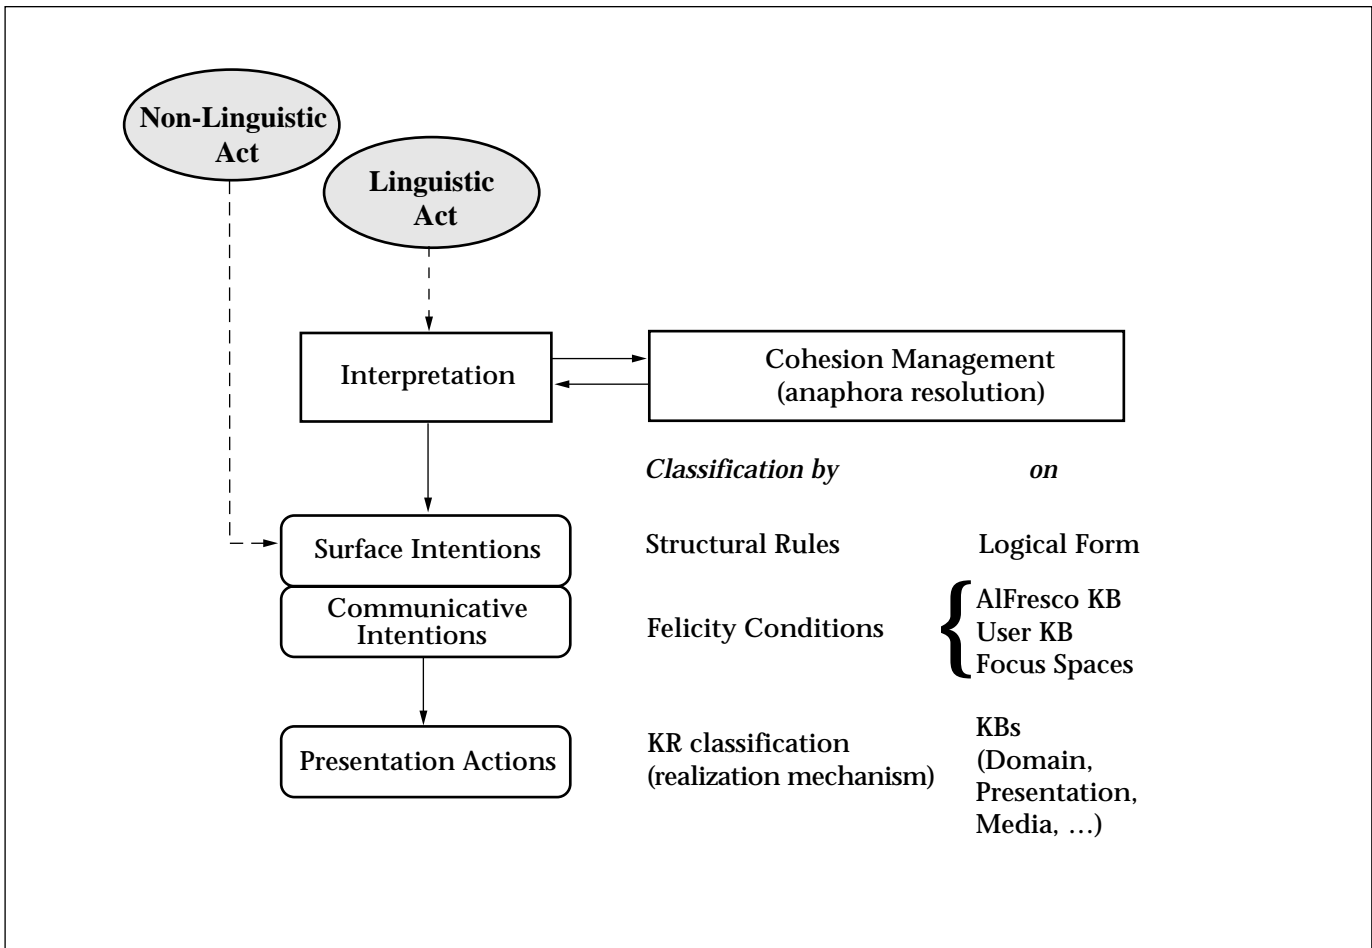 Non-Linguistic
Act
Linguistic
Act
Interpretation
Cohesion Management
(anaphora resolution)
Classification by on
Surface Intentions
Structural Rules
Logical Form
Communicative
Intentions
Felicity Conditions
AlFresco KB
User KB
Focus Spaces
Presentation Actions
KR classification
(realization mechanism)
KBs
(Domain,
Presentation,
Media, …)